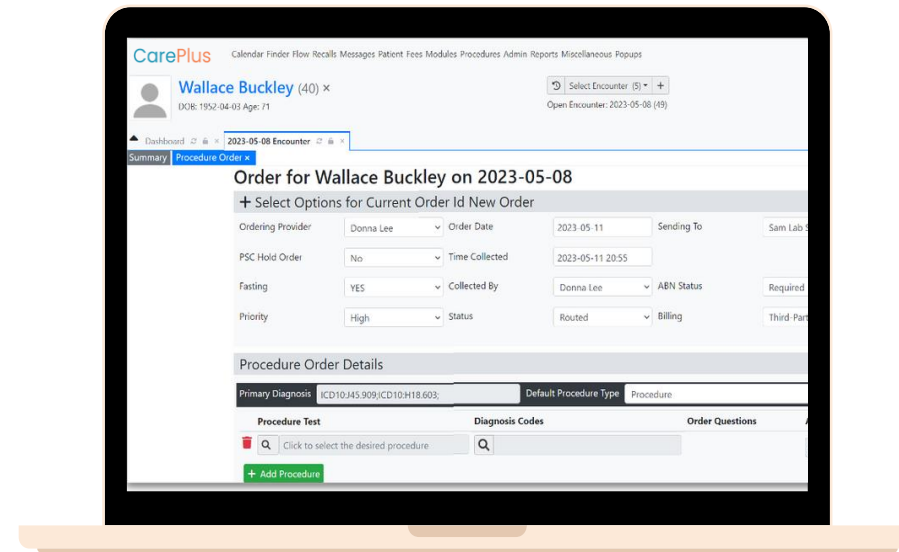 CarePlus
Calendar Finder Flow Recalls Messages Patient Fees Modules Procedures Admin Reports Miscellaneous Popups
Wallace Buckley (40) ×
Select Encounter (5)
+
DOB: 1952-04-03 Age: 71
Open Encounter: 2023-05-08 (49)
Dashboard ×
2023-05-08 Encounter ×
Summary
Procedure Order ×
Order for Wallace Buckley on 2023-05-08
+ Select Options for Current Order Id New Order
Ordering Provider Donna Lee Order Date 2023-05-11 Sending To Sam Lab S
PSC Hold Order No Time Collected 2023-05-11 20:55
Fasting YES Collected By Donna Lee ABN Status Required
Priority High Status Routed Billing Third-Part
Procedure Order Details
Primary Diagnosis ICD10:J45.909;ICD10:H18.603; Default Procedure Type Procedure
Procedure Test Diagnosis Codes Order Questions
Click to select the desired procedure
+ Add Procedure